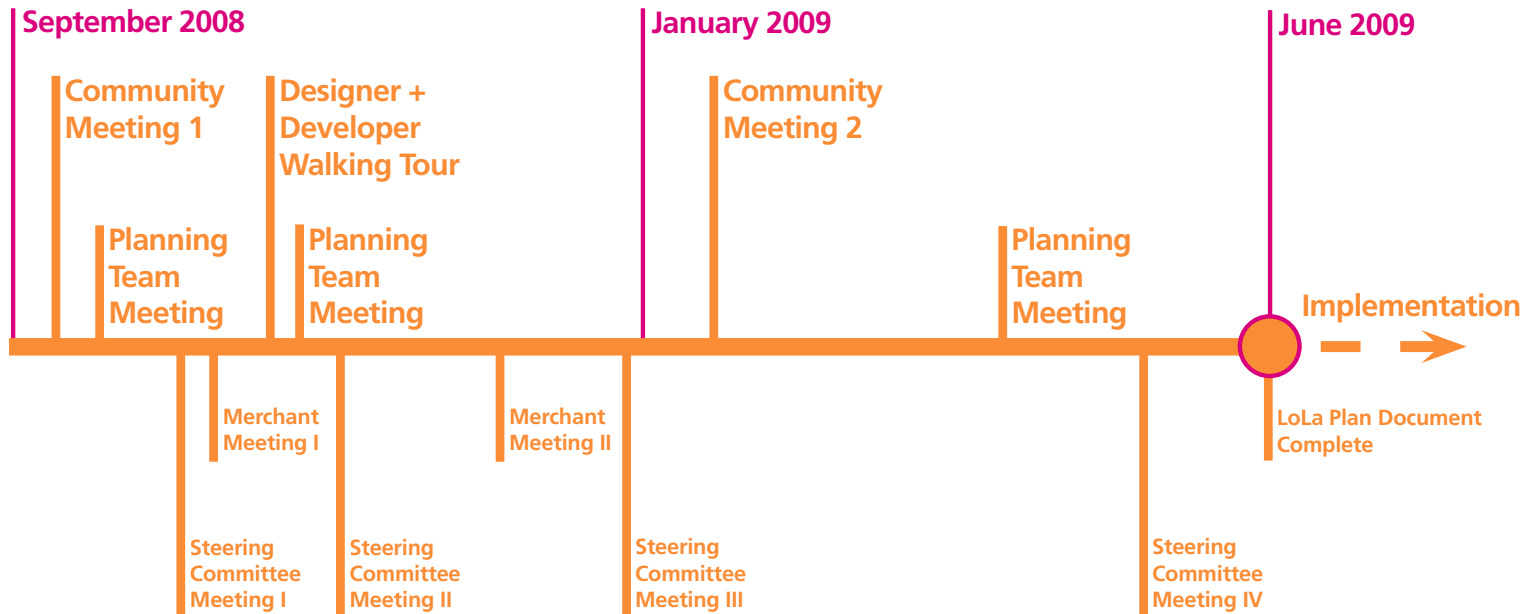 September 2008
January 2009
June 2009
Community
Meeting 1
Designer +
Developer
Walking Tour
Community
Meeting 2
Planning
Team
Meeting
Planning
Team
Meeting
Planning
Team
Meeting
Implementation
Merchant
Meeting I
Merchant
Meeting II
LoLa Plan Document
Complete
Steering
Committee
Meeting I
Steering
Committee
Meeting II
Steering
Committee
Meeting III
Steering
Committee
Meeting IV